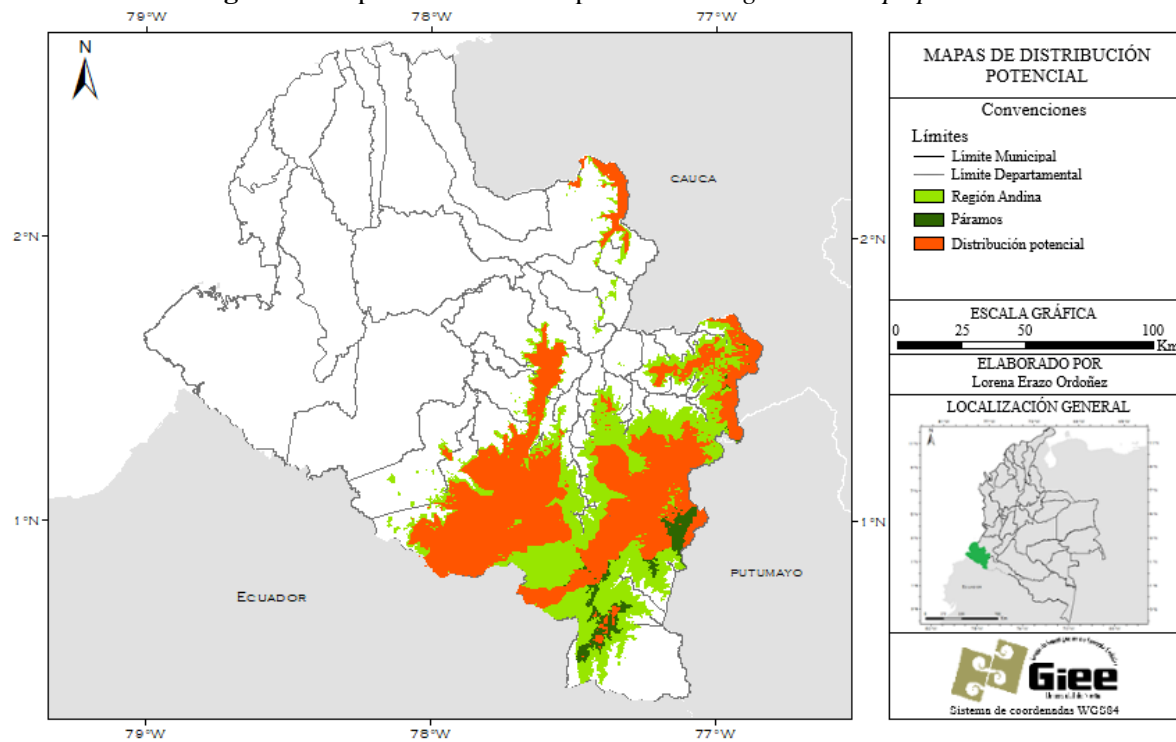 79°W 78°W 77°W
N
CAUCA
2°N 2°N
1°N 1°N
ECUADOR
PUTUMAYO
79°W 78°W 77°W
MAPAS DE DISTRIBUCIÓN
POTENCIAL
Convenciones
Límites
Límite Municipal
Límite Departamental
Región Andina
Páramos
Distribución potencial
ESCALA GRÁFICA
0 25 50 100
Km
ELABORADO POR
Lorena Erazo Ordoñez
LOCALIZACIÓN GENERAL
Giee
Sistema de coordenadas WGS84